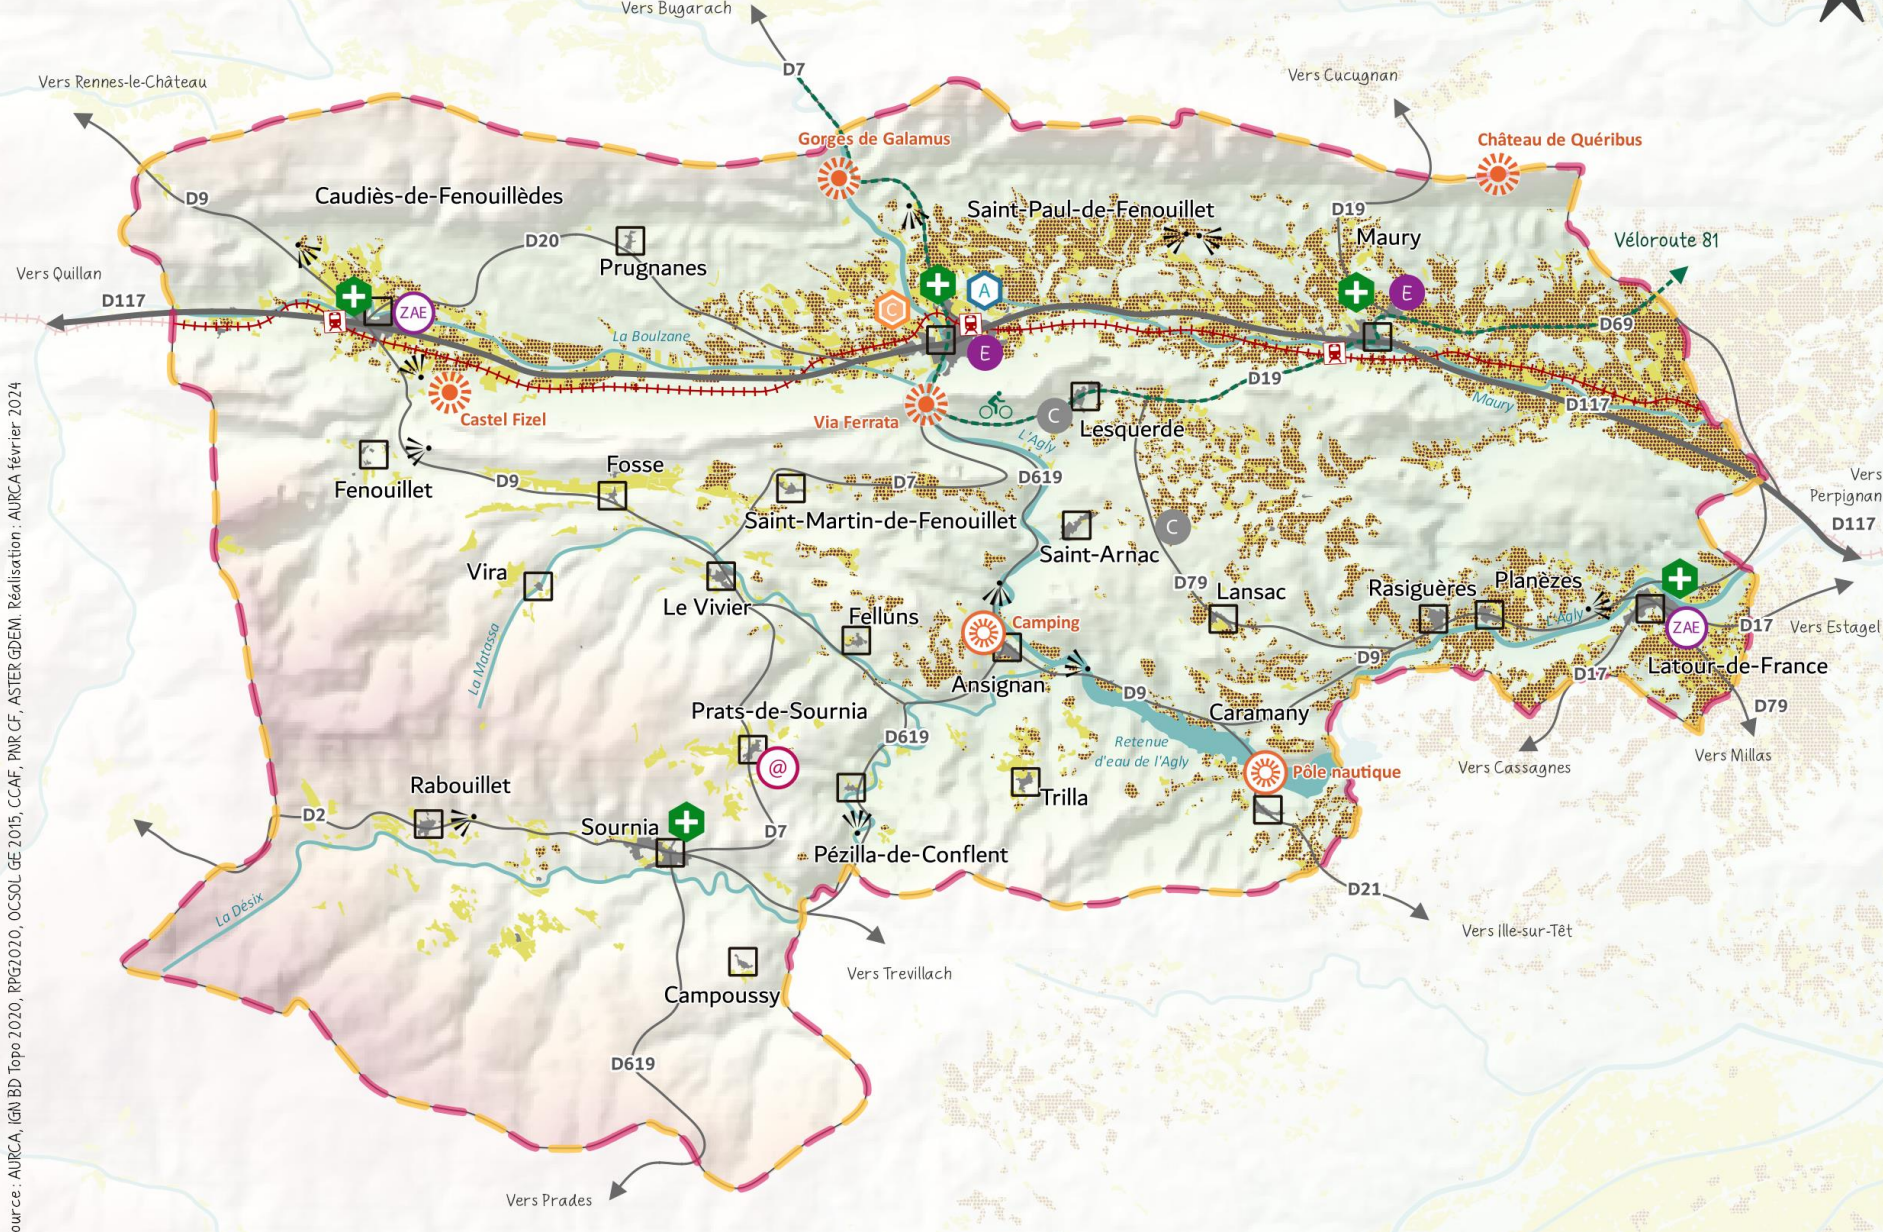 Vers Bugarach
D7
Vers Rennes-le-Château
Vers Cucugnan
Gorges de Galamus
Château de Quéribus
D9
Caudiès-de-Fenouillèdes
Saint-Paul-de-Fenouillet
D19
Maury
Véloroute 81
D20
Prugnanes
Vers Quillan
D117
ZAE
C
A
E
E
D69
La Boulzane
D19
Maury
D117
Castel Fizel
Via Ferrata
C
Lesquerde
L'Agly
Fenouillet
D9
Fosse
D7
D619
Saint-Martin-de-Fenouillet
C
Saint-Arnac
Vers
Perpignan
D117
Vira
Le Vivier
Felluns
D79
Lansac
Rasiguères
Planèzes
L'Agly
ZAE
D17
Vers Estagel
Camping
La Matassa
Ansignan
D9
D9
D17
Latour-de-France
D79
Prats-de-Sournia
Caramany
D619
Retenue
d'eau de l'Agly
Vers Cassagnes
Vers Millas
@
Pôle nautique
Rabouillet
Trilla
D2
Sournia
D7
Pézilla-de-Conflent
D21
La Désix
Vers Ille-sur-Têt
Vers Trevillach
Campoussy
D619
Vers Prades
ource : AURCA, IGN BD Topo 2020, RPG2020, OCSOL GE 2015, CCAF, PNR CF, ASTER GDEM. Réalisation : AURCA février 2024